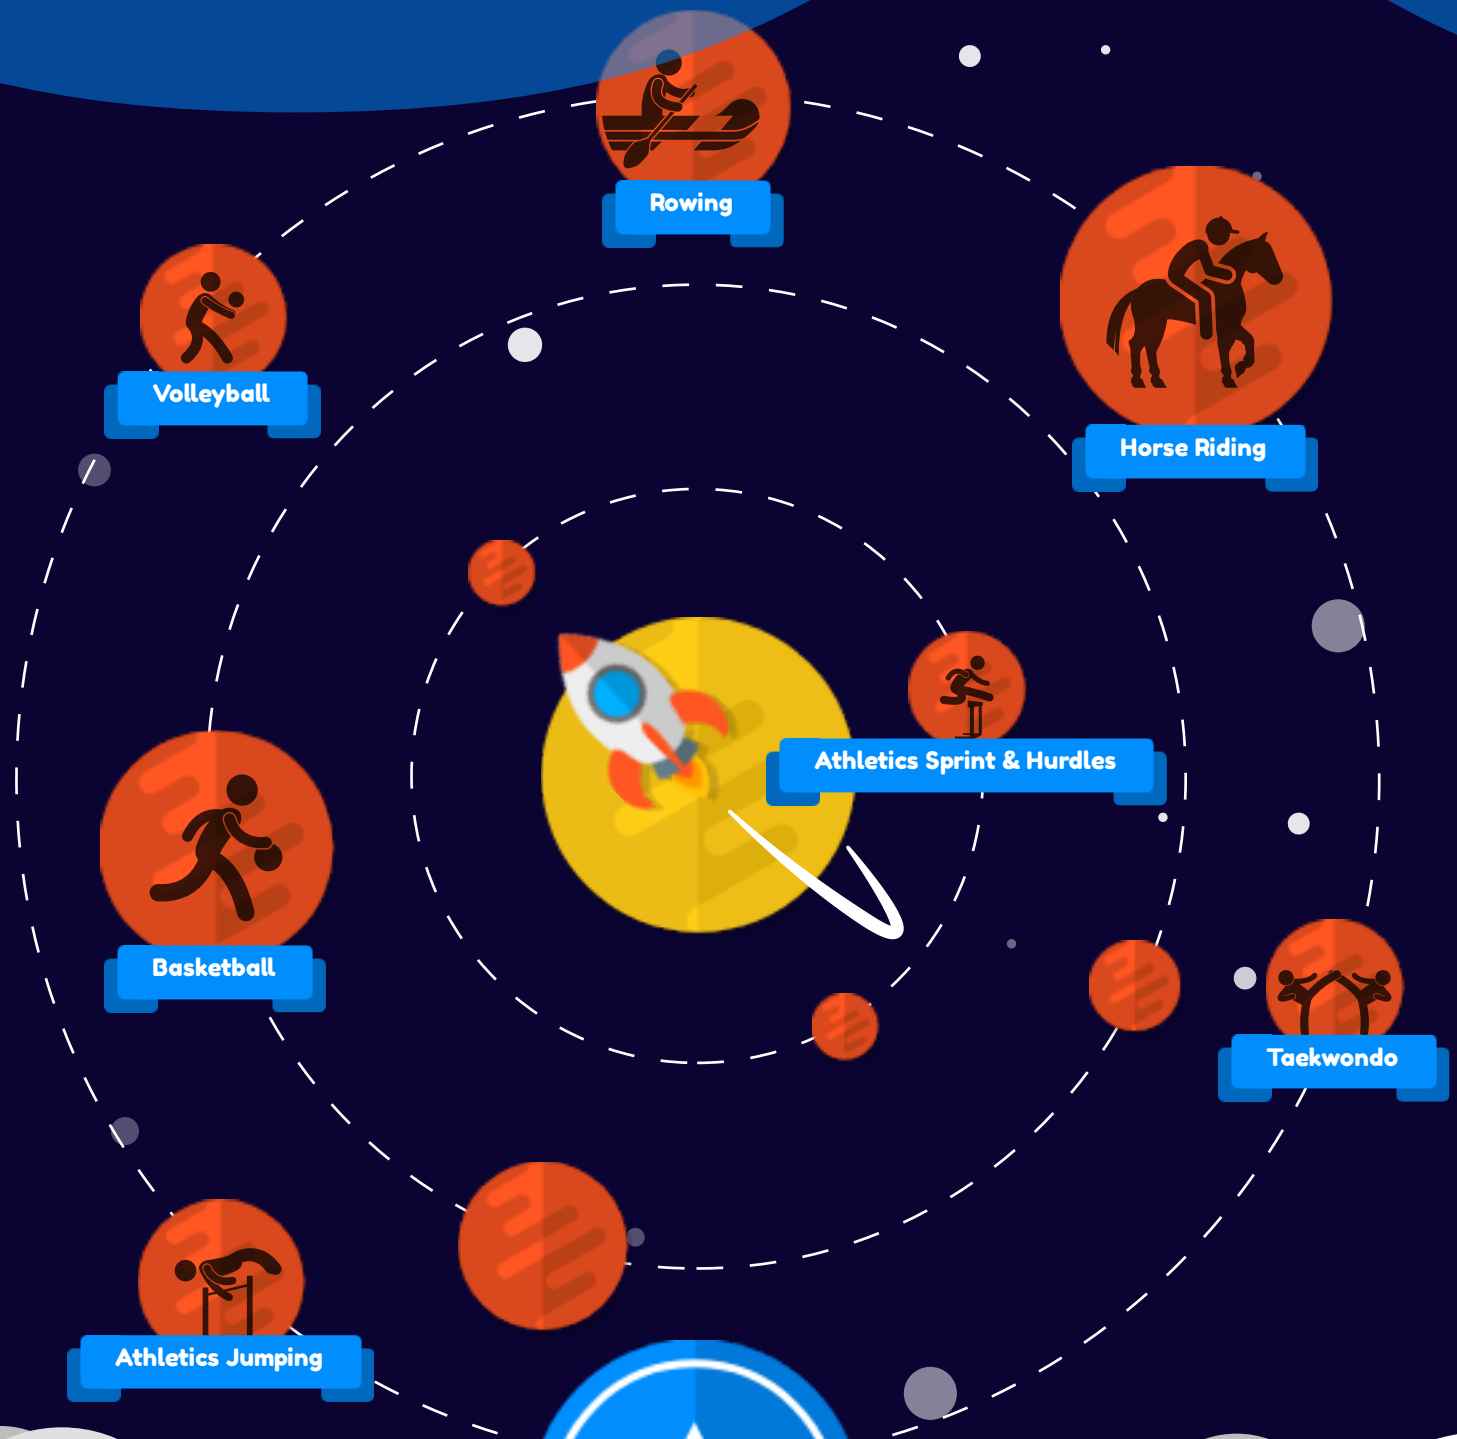 Rowing
Volleyball
Horse Riding
Athletics Sprint & Hurdles
Basketball
Taekwondo
Athletics Jumping